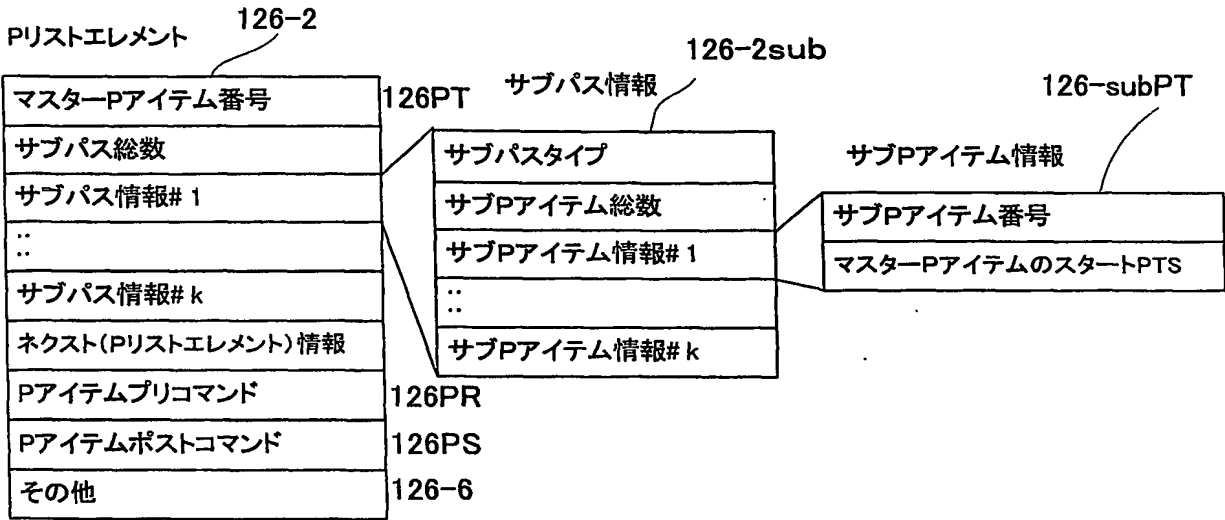 Pリストエレメント
126-2
マスターPアイテム番号
126PT
サブパス総数
サブパス情報#1
::
サブパス情報#k
ネクスト(Pリストエレメント)情報
Pアイテムプリコマンド
126PR
Pアイテムポストコマンド
126PS
その他
126-6
サブパス情報
126-2sub
サブパスタイプ
サブPアイテム総数
サブPアイテム情報#1
::
サブPアイテム情報#k
サブPアイテム情報
126-subPT
サブPアイテム番号
マスターPアイテムのスタートPTS